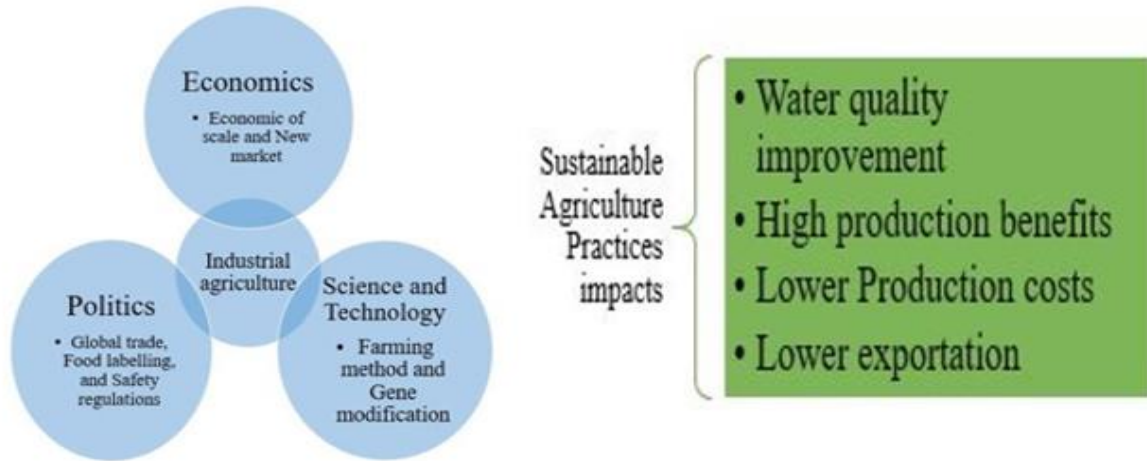 Economics
• Economic of
scale and New
market
Industrial
agriculture
Politics
• Global trade,
Food labelling,
and Safety
regulations
Science and
Technology
• Farming
method and
Gene
modification
Sustainable
Agriculture
Practices
impacts
• Water quality
improvement
• High production benefits
• Lower Production costs
• Lower exportation